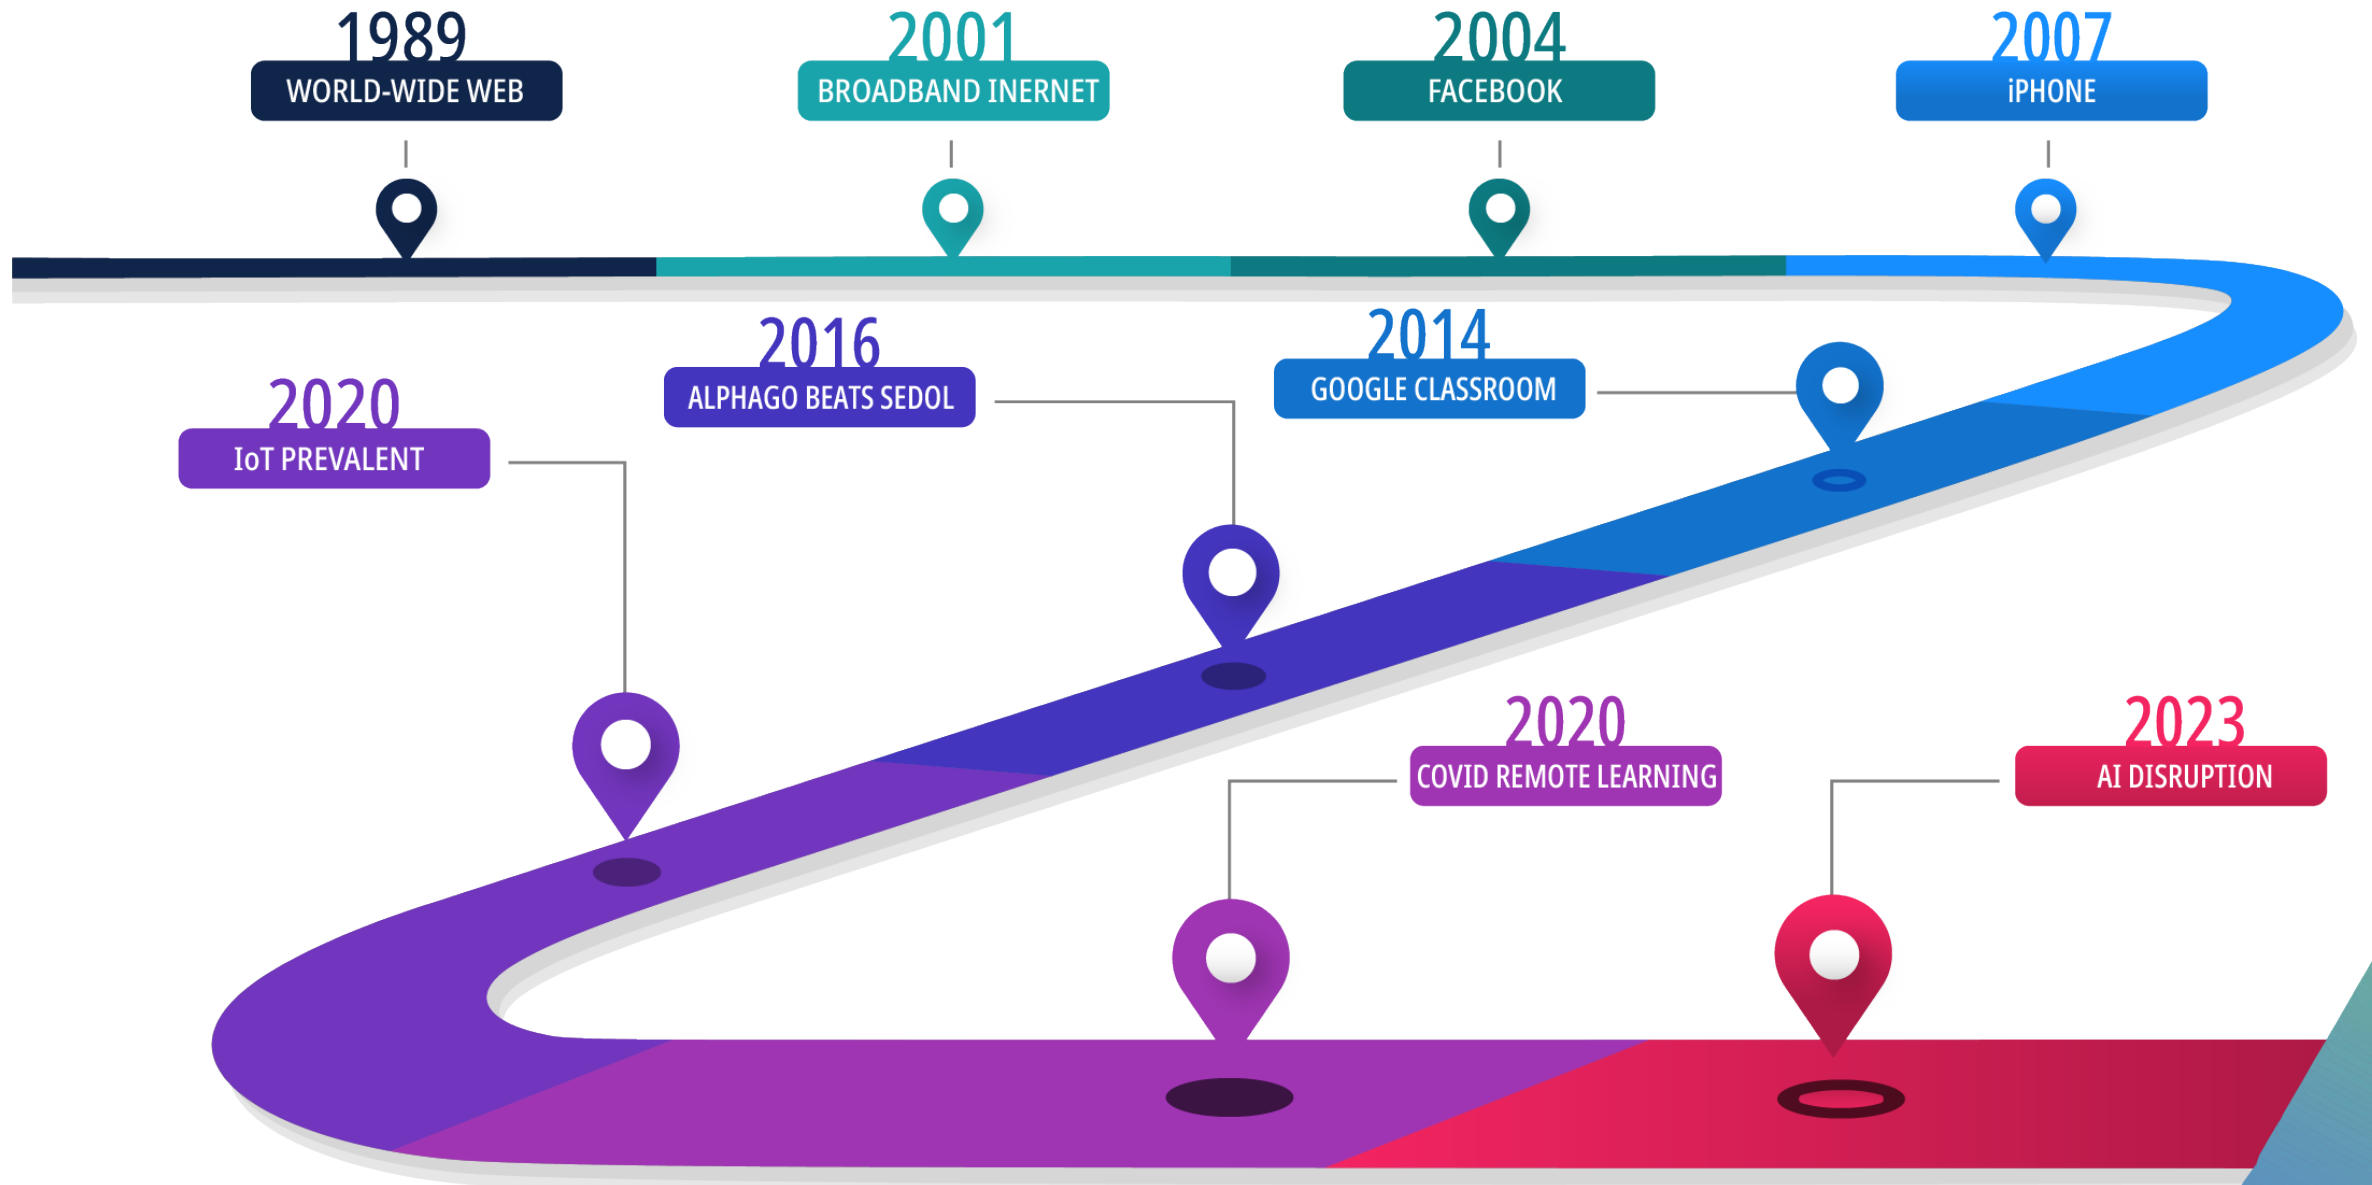 1989
WORLD-WIDE WEB
2001
BROADBAND INERNET
2004
FACEBOOK
2007
iPHONE
2014
GOOGLE CLASSROOM
2016
ALPHAGO BEATS SEDOL
2020
IoT PREVALENT
2020
COVID REMOTE LEARNING
2023
AI DISRUPTION